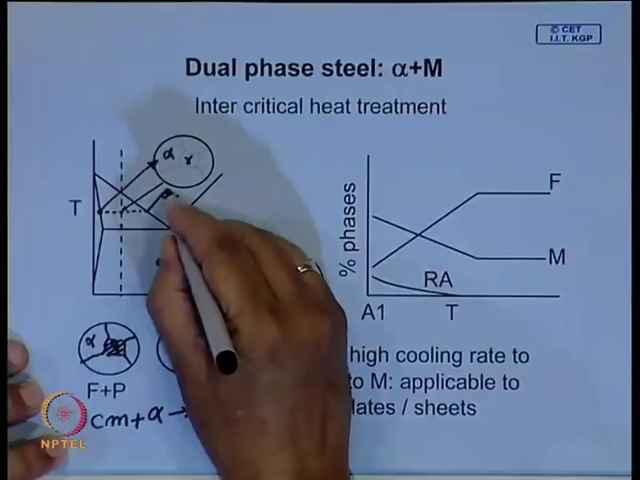 © CET
I.I.T. KGP
Dual phase steel: α+M
Inter critical heat treatment
α γ
T
F
M
RA
% phases
A1 T
α
F+P
cm+α→
high cooling rate to
to M: applicable to
lates / sheets
NPTEL